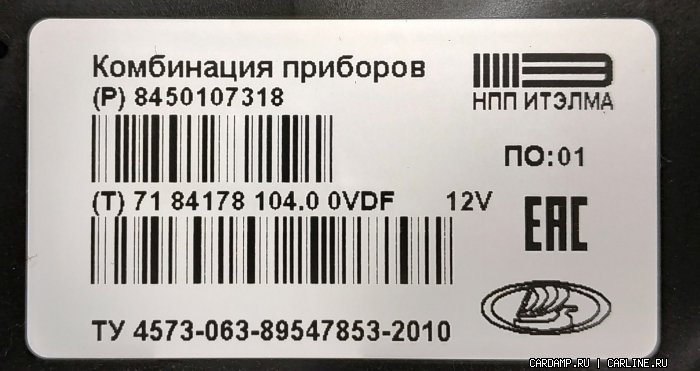 Комбинация приборов
(P) 8450107318
НПП ИТЭЛМА
ПО:01
(T) 71 84178 104.0 0VDF 12V
EAC
ТУ 4573-063-89547853-2010
CARDAMP.RU | CARLINE.RU